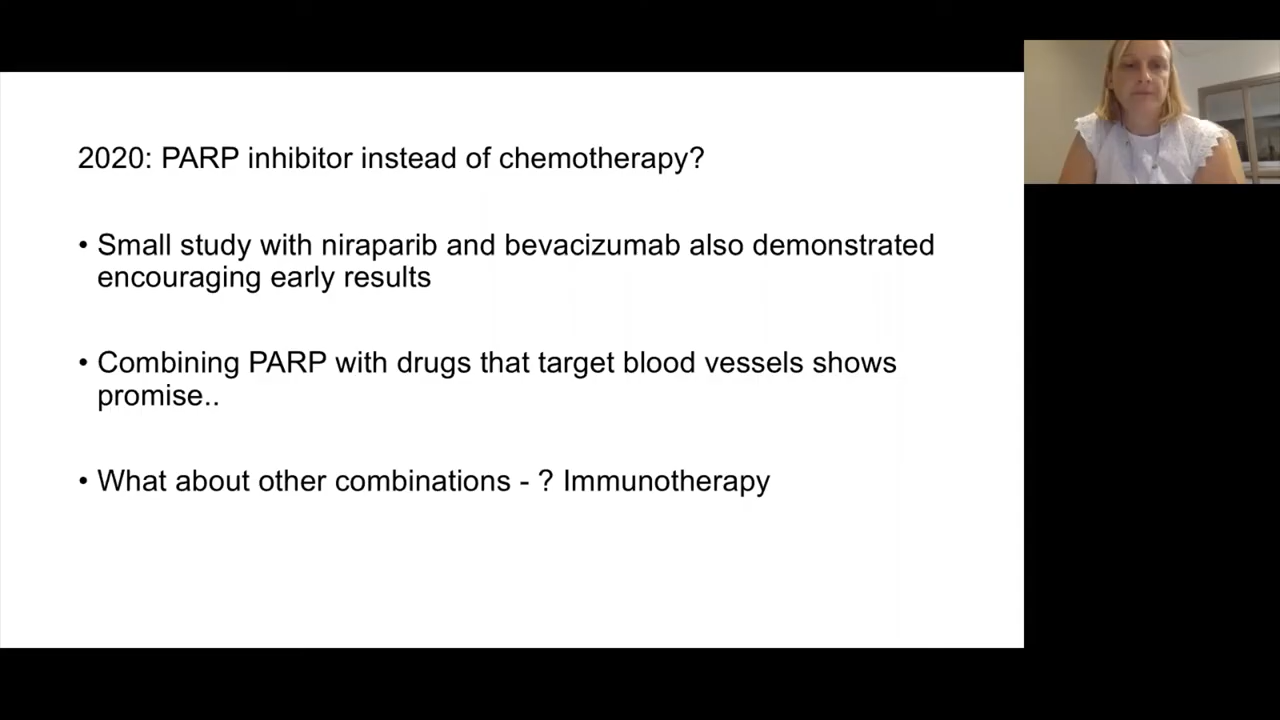 2020: PARP inhibitor instead of chemotherapy?
• Small study with niraparib and bevacizumab also demonstrated
encouraging early results
• Combining PARP with drugs that target blood vessels shows
promise..
• What about other combinations - ? Immunotherapy